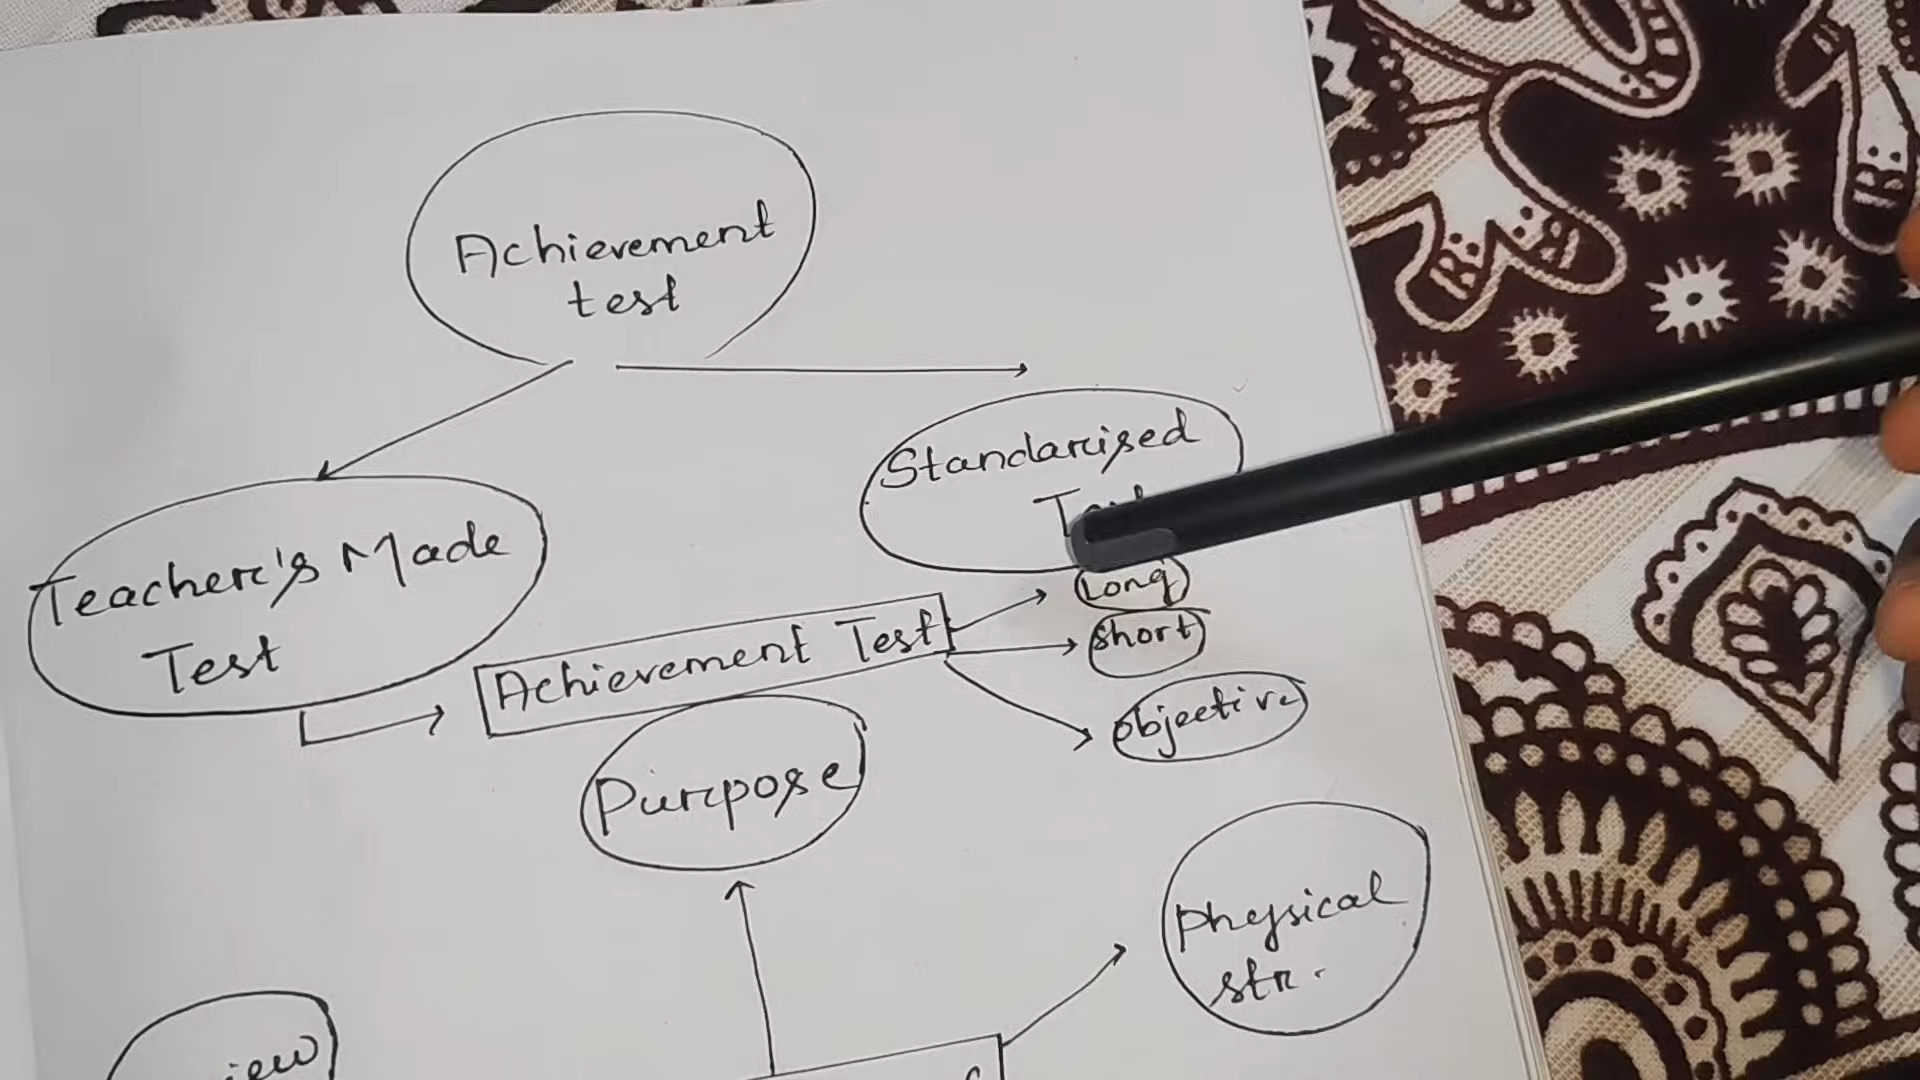 Achievement
test
Standarised
Teacher's Made
Test
Achievement Test
Long
short
objective
Purpose
Physical
str.